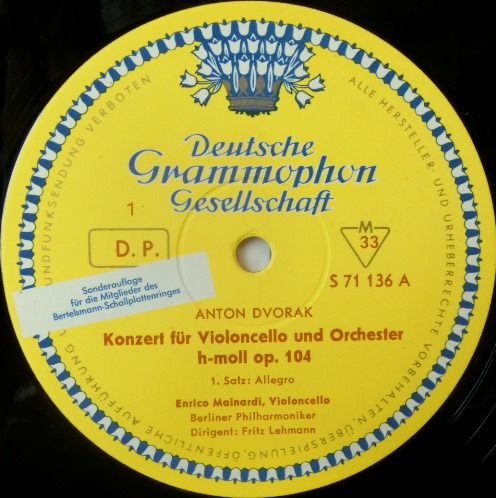 Deutsche
Grammophon
Gesellschaft
1
D. P.
M
33
S 71 136 A
Sonderauflage
für die Mitglieder des
Bertelsmann-Schallplattenringes
ANTON DVORAK
Konzert für Violoncello und Orchester
h-moll op. 104
1. Satz: Allegro
Enrico Mainardi, Violoncello
Berliner Philharmoniker
Dirigent: Fritz Lehmann
ALLE HERSTELLER- UND URHEBERRECHTE VORBEHALTEN ÜBERSPIELUNG, ÖFFENTLICHE AUFFÜHRUNG UNDFUNKSENDUNG VERBOTEN